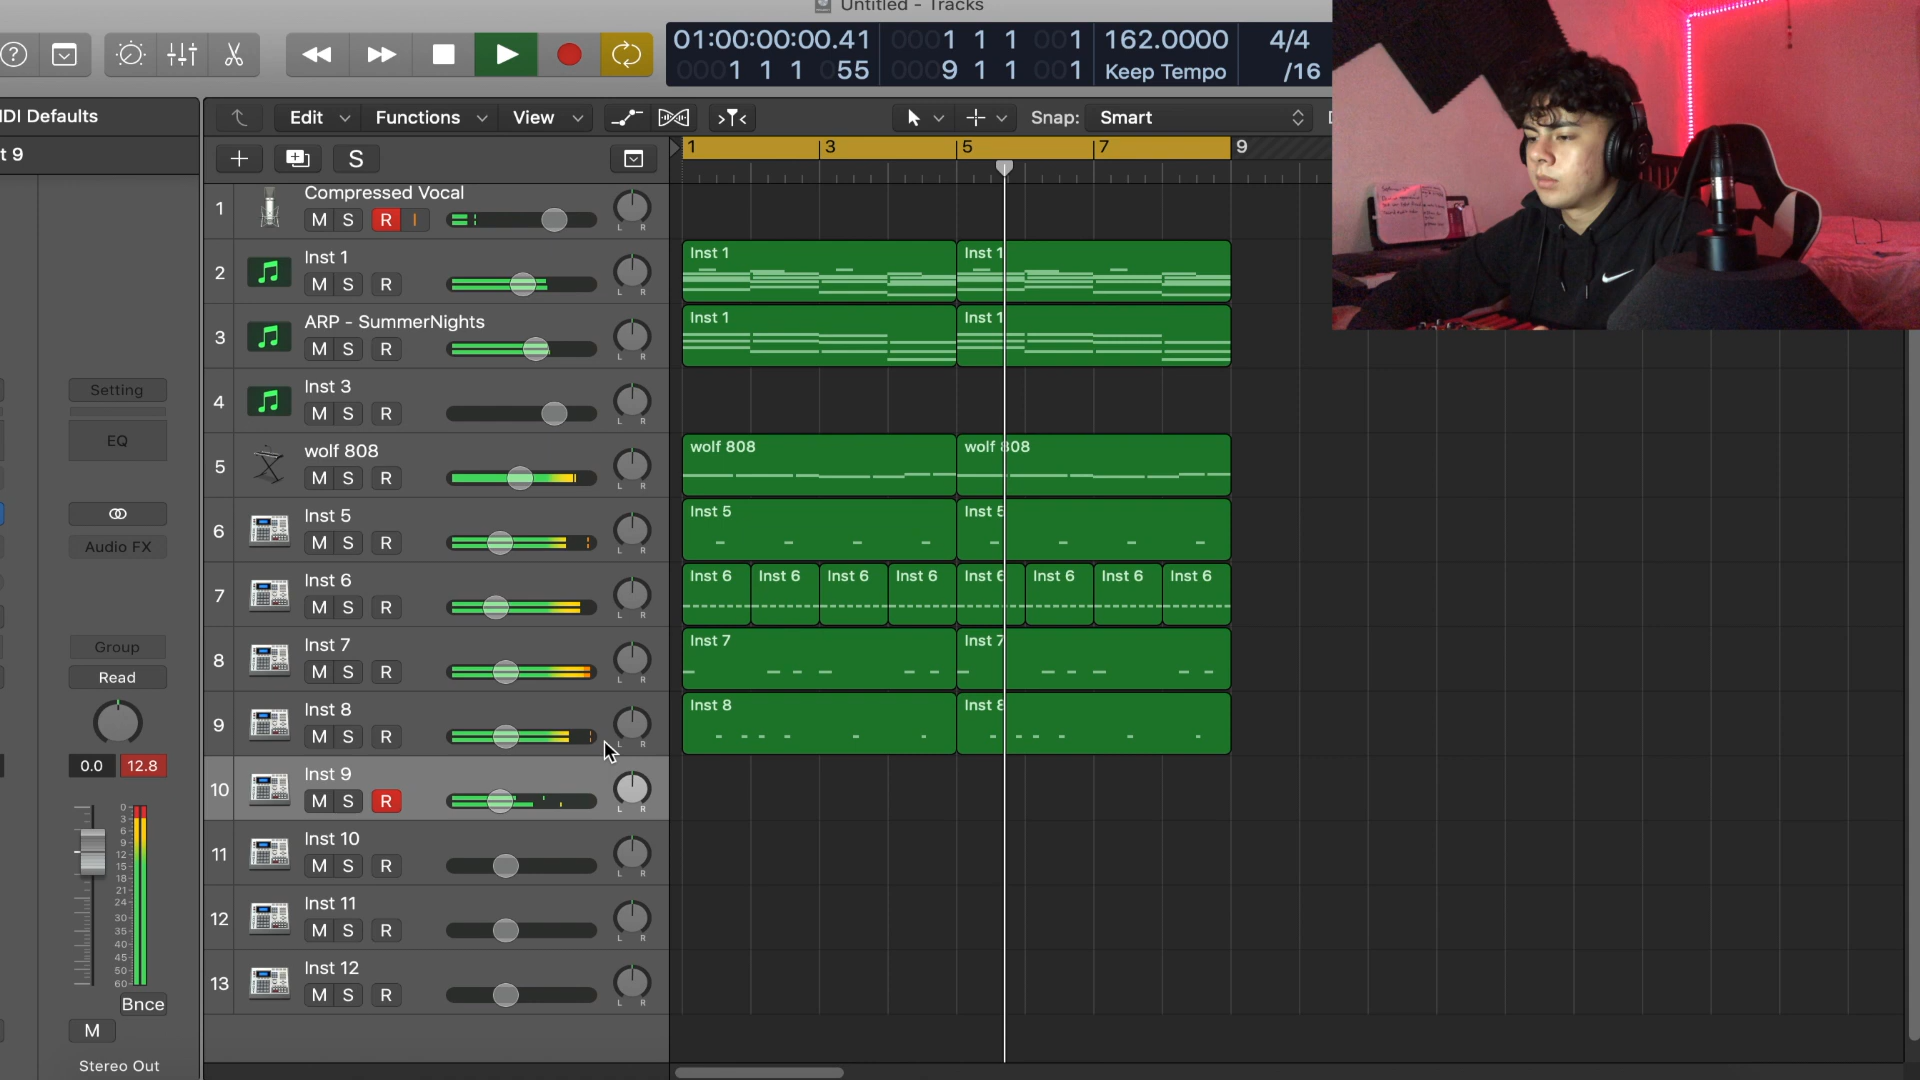 Untitled - Tracks
01:00:00:00.41
0001 1 1 055
0001 1 1 001
0009 1 1 001
162.0000
Keep Tempo
4/4
/16
IDI Defaults
t 9
Edit
Functions
View
Snap:
Smart
S
1
3
5
7
9
1
Compressed Vocal
M S R I
2
Inst 1
M S R
3
ARP - SummerNights
M S R
4
Inst 3
M S R
5
wolf 808
M S R
6
Inst 5
M S R
7
Inst 6
M S R
8
Inst 7
M S R
9
Inst 8
M S R
10
Inst 9
M S R
11
Inst 10
M S R
12
Inst 11
M S R
13
Inst 12
M S R
L R
L R
L R
L R
L R
L R
L R
L R
L R
L R
L R
L R
L R
Inst 1 Inst 1
Inst 1 Inst 1
wolf 808 wolf 808
Inst 5 Inst 5
Inst 6 Inst 6 Inst 6 Inst 6 Inst 6 Inst 6 Inst 6 Inst 6
Inst 7 Inst 7
Inst 8 Inst 8
Setting
EQ
Audio FX
Group
Read
0.0 12.8
0
3
6
9
12
15
18
21
24
30
35
40
45
50
60
Bnce
M
Stereo Out